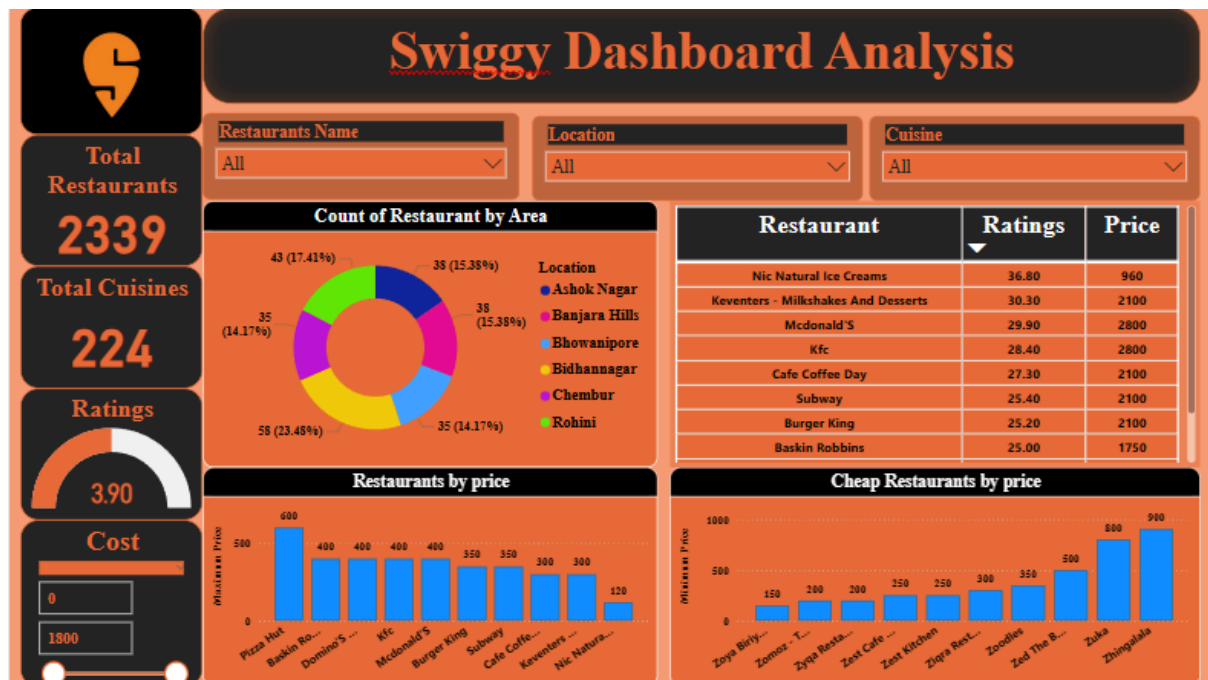 Swiggy Dashboard Analysis
Total
Restaurants
2339
Total Cuisines
224
Ratings
3.90
Cost
0
1800
Restaurants Name
All
Location
All
Cuisine
All
Count of Restaurant by Area
43 (17.41%)
38 (15.38%)
38
(15.38%)
35
(14.17%)
58 (23.48%)
35 (14.17%)
Location
Ashok Nagar
Banjara Hills
Bhowanipore
Bidhannagar
Chembur
Rohini
Restaurant Ratings Price
Nic Natural Ice Creams 36.80 960
Keventers - Milkshakes And Desserts 30.30 2100
Mcdonald'S 29.90 2800
Kfc 28.40 2800
Cafe Coffee Day 27.30 2100
Subway 25.40 2100
Burger King 25.20 2100
Baskin Robbins 25.00 1750
Restaurants by price
Maximum Price
500
0
600 400 400 400 400 350 350 300 300 120
Pizza Hut
Baskin Ro...
Domino'S ...
Kfc
Mcdonald'S
Burger King
Subway
Cafe Coffe...
Keventers ...
Nic Natura...
Cheap Restaurants by price
Minimum Price
1000
500
0
150 200 200 250 250 300 350 500 800 900
Zoya Biriy...
Zomoz - T...
Zyqa Resta...
Zest Cafe ...
Zest Kitchen
Ziqra Rest...
Zoodles
Zed The B...
Zuka
Zhingalala